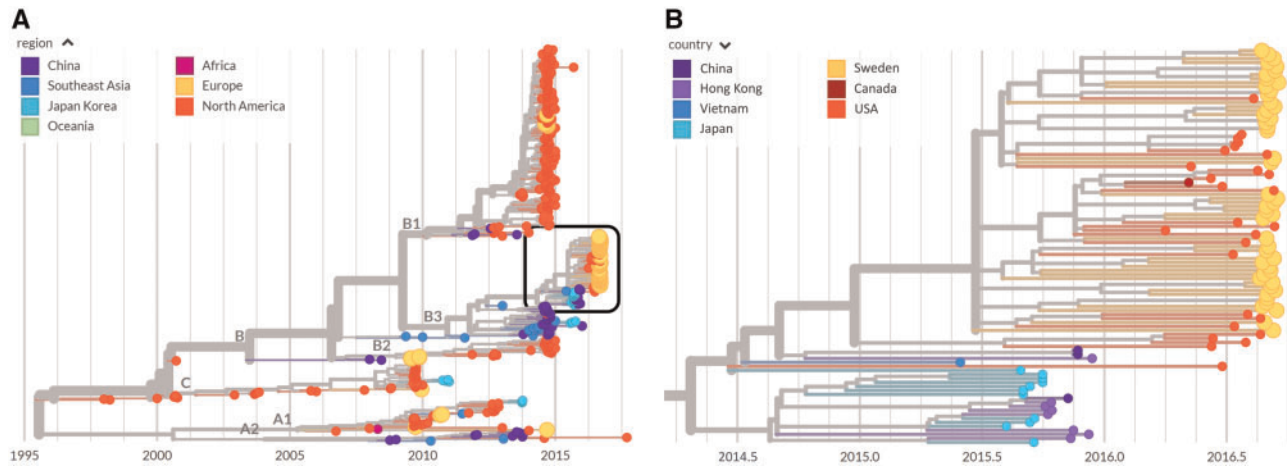 A
region
China
Southeast Asia
Japan Korea
Oceania
Africa
Europe
North America
B1
B3
B
B2
C
A1
A2
1995
2000
2005
2010
2015
B
country
China
Hong Kong
Vietnam
Japan
Sweden
Canada
USA
2014.5
2015.0
2015.5
2016.0
2016.5